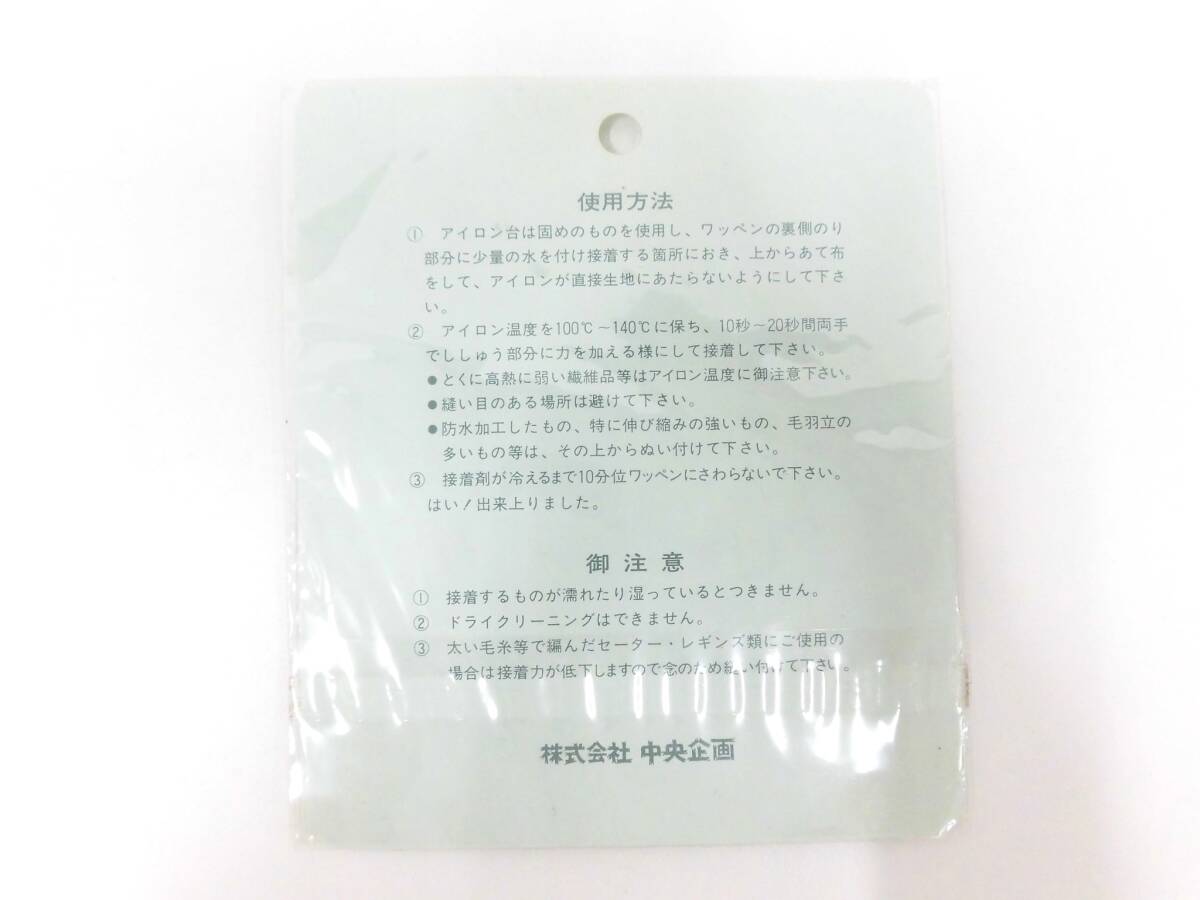 使用方法
① アイロン台は固めのものを使用し、ワッペンの裏側のり
部分に少量の水を付け接着する箇所におき、上からあて布
をして、アイロンが直接生地にあたらないようにして下さ
い。
② アイロン温度を100℃～140℃に保ち、10秒～20秒間両手
でししゅう部分に力を加える様にして接着して下さい。
●とくに高熱に弱い繊維品等はアイロン温度に御注意下さい。
●縫い目のある場所は避けて下さい。
●防水加工したもの、特に伸び縮みの強いもの、毛羽立の
多いもの等は、その上からぬい付けて下さい。
③ 接着剤が冷えるまで10分位ワッペンにさわらないで下さい。
はい！出来上りました。
御注意
① 接着するものが濡れたり湿っているとつきません。
② ドライクリーニングはできません。
③ 太い毛糸等で編んだセーター・レギンズ類にご使用の
場合は接着力が低下しますので念のため縫い付けて下さい。
株式会社 中央企画